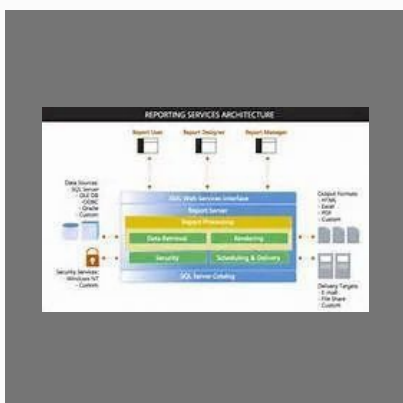 REPORTING SERVICES ARCHITECTURE
Report User
Report Designer
Report Manager
Data Sources:
- SQL Server
- OLE DB
- ODBC
- Oracle
- Custom
XML Web Services Interface
Report Server
Report Processing
Data Retrieval
Rendering
Security
Scheduling & Delivery
SQL Server Catalog
Security Services:
- Windows NT
- Custom
Output Formats:
- HTML
- Excel
- PDF
- Custom
Delivery Targets:
- E-mail
- File Share
- Custom